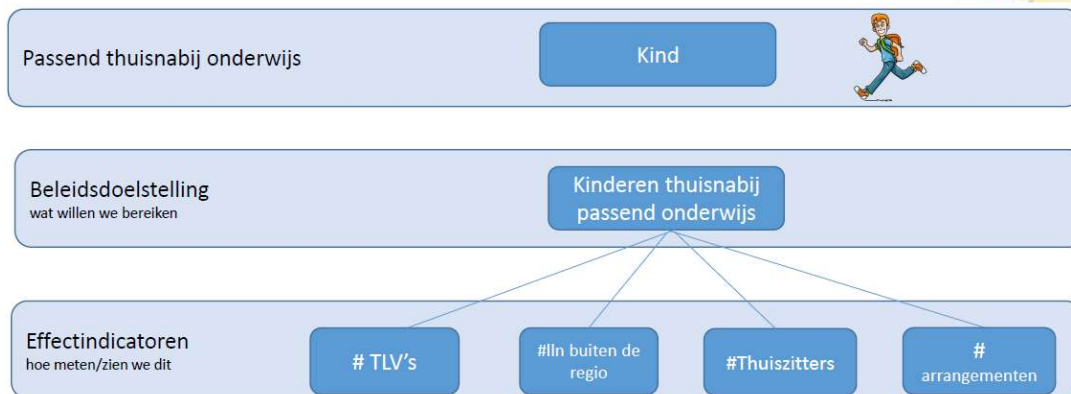 Passend thuisnabij onderwijs
Kind
Beleidsdoelstelling
wat willen we bereiken
Kinderen thuisnabij
passend onderwijs
Effectindicatoren
hoe meten/zien we dit
# TLV's
#lln buiten de
regio
#Thuiszitters
#
arrangementen